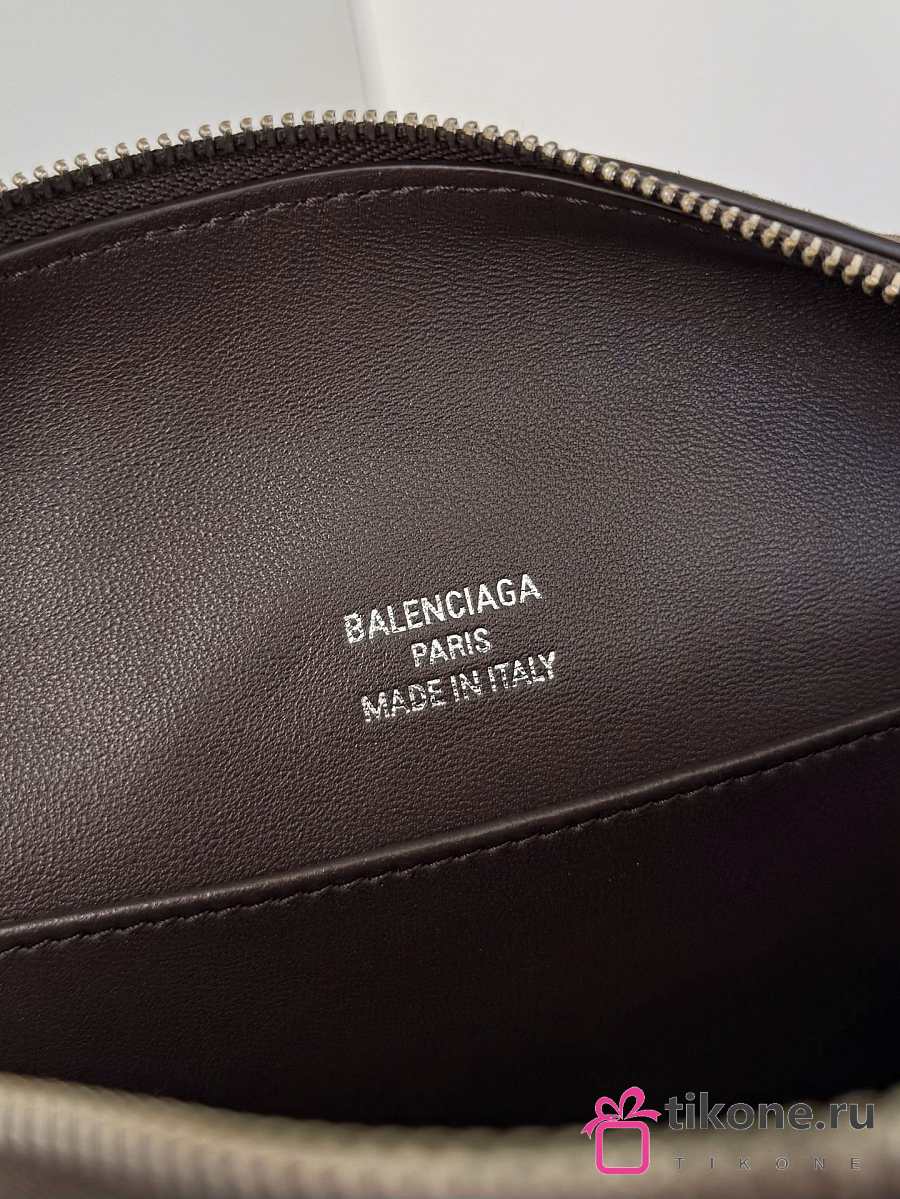 BALENCIAGA
PARIS
MADE IN ITALY
tikone.ru
TIKONE